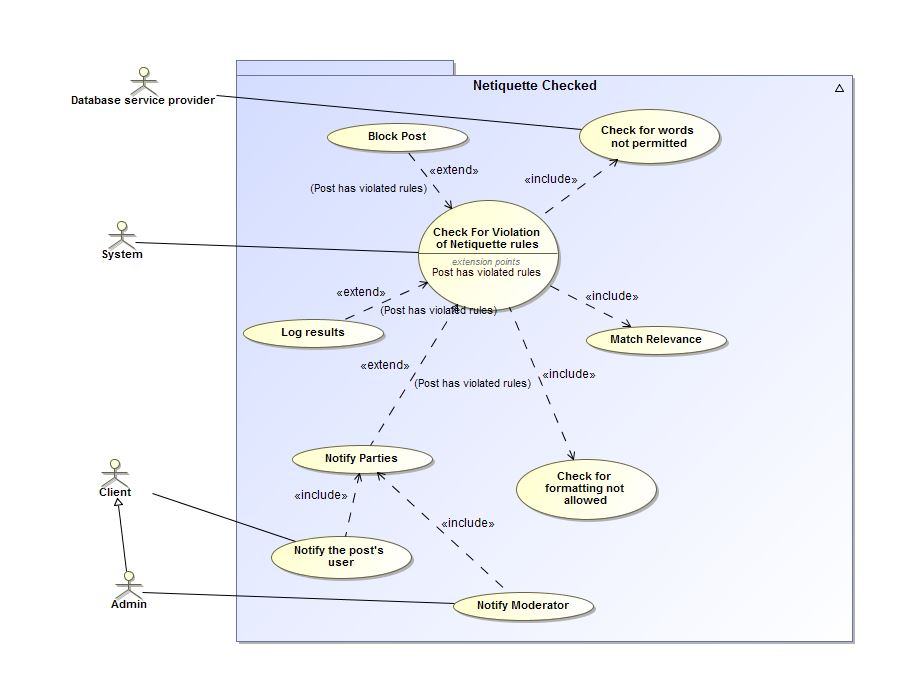 Netiquette Checked
Database service provider
Block Post
Check for words
not permitted
«extend»
(Post has violated rules)
«include»
System
Check For Violation
of Netiquette rules
extension points
Post has violated rules
«extend»
(Post has violated rules)
«include»
Log results
Match Relevance
«extend»
(Post has violated rules)
«include»
Notify Parties
Client
«include»
Check for
formatting not
allowed
«include»
Notify the post's
user
Admin
Notify Moderator